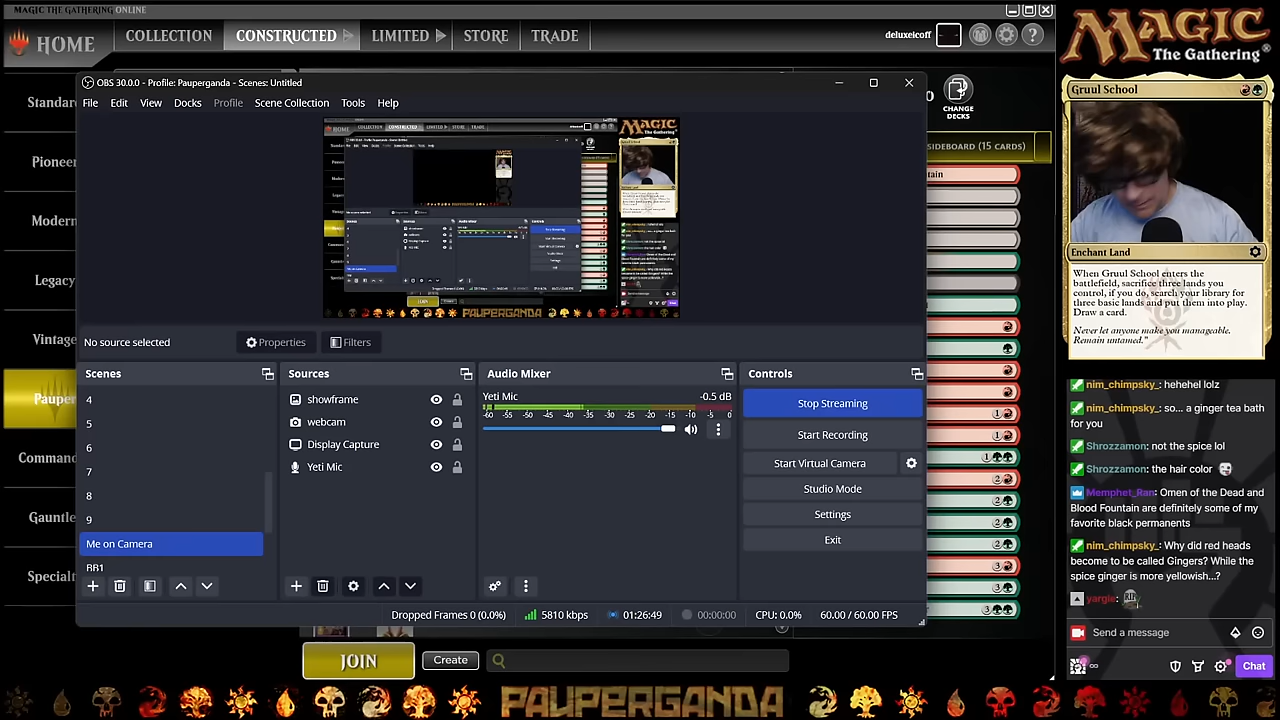 MAGIC THE GATHERING ONLINE
HOME
COLLECTION
CONSTRUCTED
LIMITED
STORE
TRADE
deluxeicoff
?
Standar
Pioneer
Modern
Legacy
Vintage
Pauper
Comman
Gauntle
Special
OBS 30.0.0 - Profile: Pauperganda - Scenes: Untitled
File Edit View Docks Profile Scene Collection Tools Help
No source selected
Properties
Filters
Scenes
4
5
6
7
8
9
Me on Camera
BB1
Sources
showframe
webcam
Display Capture
Yeti Mic
Audio Mixer
Yeti Mic
-0.5 dB
-60 -55 -50 -45 -40 -35 -30 -25 -20 -15 -10 -5 0
Controls
Stop Streaming
Start Recording
Start Virtual Camera
Studio Mode
Settings
Exit
Dropped Frames 0 (0.0%)
5810 kbps
01:26:49
00:00:00
CPU: 0.0%
60.00 / 60.00 FPS
CHANGE
DECKS
SIDEBOARD (15 CARDS)
JOIN
Create
PAUPERGANDA
MAGIC
The Gathering®
Gruul School
Enchant Land
When Gruul School enters the
battlefield, sacrifice three lands you
control, if you do, search your library for
three basic lands and put them into play.
Draw a card.
Never let anyone make you manageable.
Remain untamed."
nim_chimpsky_: hehehel lolz
nim_chimpsky_: so... a ginger tea bath
for you
Shrozzamon: not the spice lol
Shrozzamon: the hair color
Memphet_Ran: Omen of the Dead and
Blood Fountain are definitely some of my
favorite black permanents
nim_chimpsky_: Why did red heads
become to be called Gingers? While the
spice ginger is more yellowish...?
yargle:
Send a message
Chat